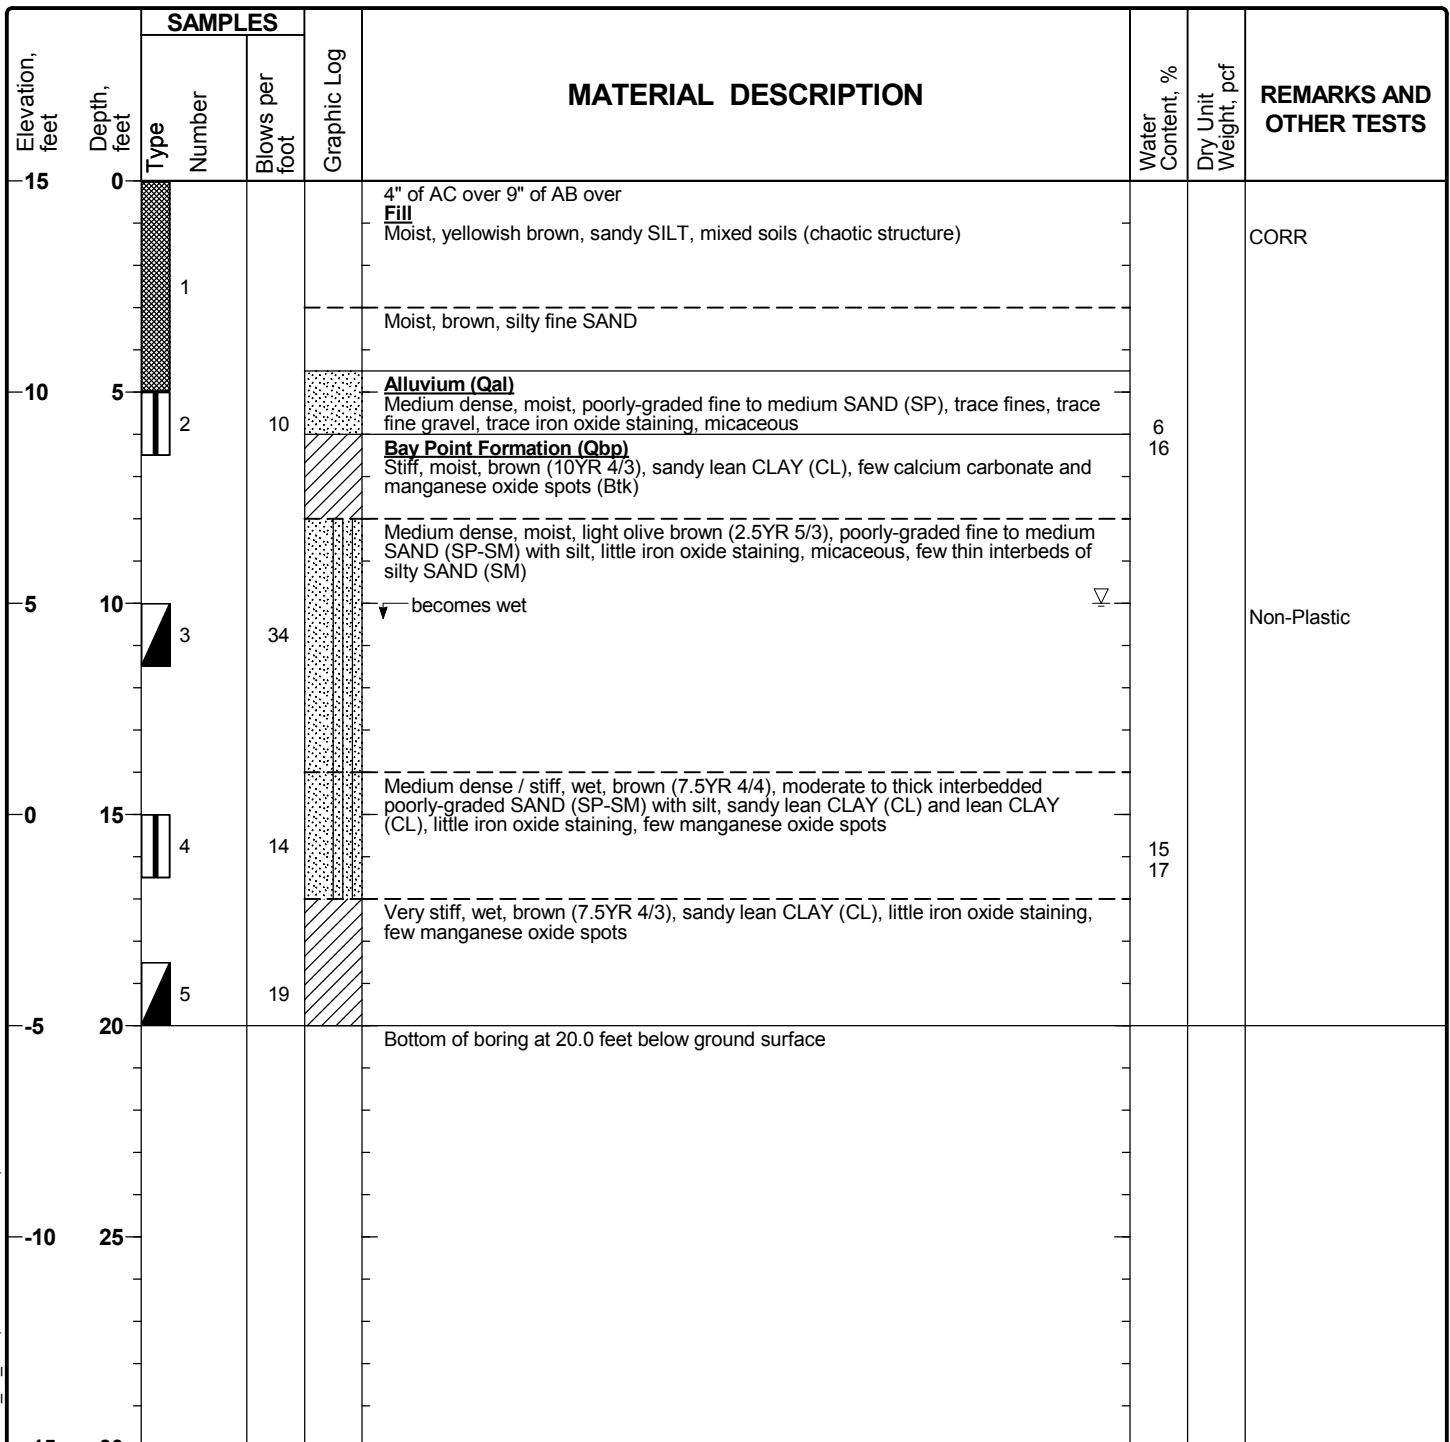 SAMPLES
Elevation, feet
Depth, feet
Type
Number
Blows per foot
Graphic Log
MATERIAL DESCRIPTION
Water Content, %
Dry Unit Weight, pcf
REMARKS AND
OTHER TESTS
15 0
4" of AC over 9" of AB over
Fill
Moist, yellowish brown, sandy SILT, mixed soils (chaotic structure)
CORR
1
Moist, brown, silty fine SAND
10 5
Alluvium (Qal)
Medium dense, moist, poorly-graded fine to medium SAND (SP), trace fines, trace
fine gravel, trace iron oxide staining, micaceous
2 10 6
16
Bay Point Formation (Qbp)
Stiff, moist, brown (10YR 4/3), sandy lean CLAY (CL), few calcium carbonate and
manganese oxide spots (Btk)
Medium dense, moist, light olive brown (2.5YR 5/3), poorly-graded fine to medium
SAND (SP-SM) with silt, little iron oxide staining, micaceous, few thin interbeds of
silty SAND (SM)
5 10
becomes wet
Non-Plastic
3 34
Medium dense / stiff, wet, brown (7.5YR 4/4), moderate to thick interbedded
poorly-graded SAND (SP-SM) with silt, sandy lean CLAY (CL) and lean CLAY
(CL), little iron oxide staining, few manganese oxide spots
0 15
4 14 15
17
Very stiff, wet, brown (7.5YR 4/3), sandy lean CLAY (CL), little iron oxide staining,
few manganese oxide spots
5 19
-5 20
Bottom of boring at 20.0 feet below ground surface
-10 25